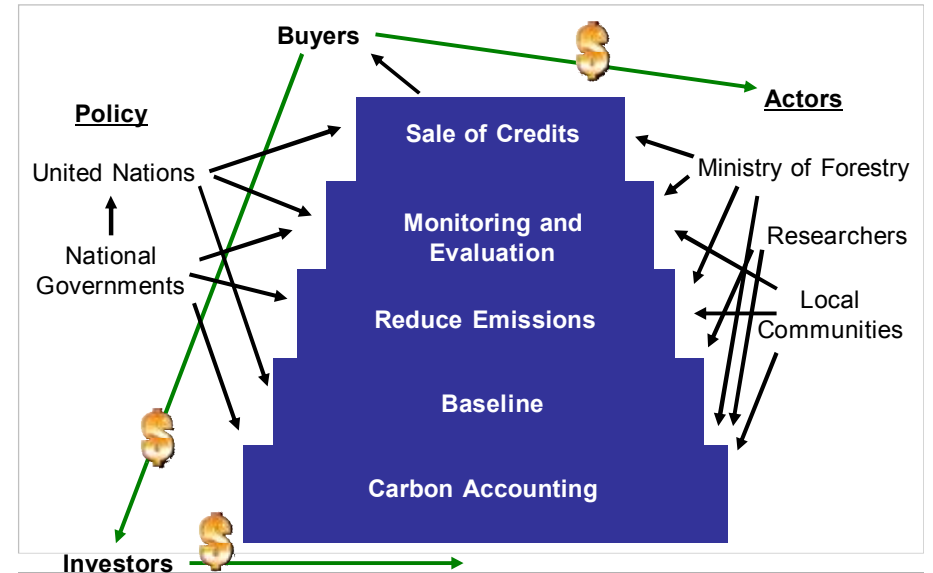 Buyers
Policy
Actors
Sale of Credits
United Nations
Ministry of Forestry
Monitoring and
Evaluation
Researchers
National
Governments
Local
Communities
Reduce Emissions
Baseline
Carbon Accounting
Investors
$
$
$